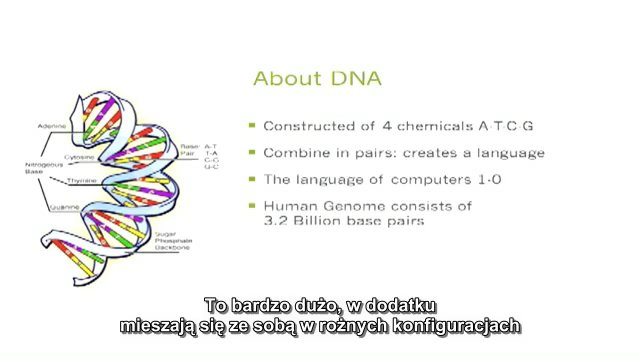 About DNA
Constructed of 4 chemicals A-T-C-G
Combine in pairs: creates a language
The language of computers 1-0
Human Genome consists of
3.2 Billion base pairs
Adenine
Cytosine
Nitrogous
Base
Thymine
Guanine
Base
Pair
A-T
T-A
C-G
G-C
Sugar
Phosphate
Backbone
To bardzo dużo, w dodatku
mieszają się ze sobą w rożnych konfiguracjach